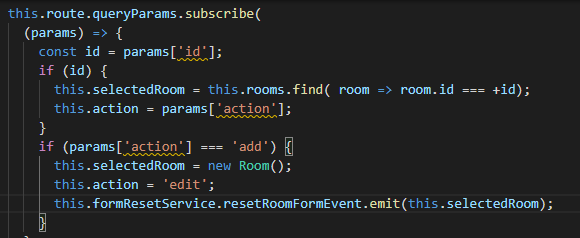 this.route.queryParams.subscribe(
(params) => {
const id = params['id'];
if (id) {
this.selectedRoom = this.rooms.find( room => room.id === +id);
this.action = params['action'];
}
if (params['action'] === 'add') {
this.selectedRoom = new Room();
this.action = 'edit';
this.formResetService.resetRoomFormEvent.emit(this.selectedRoom);
}